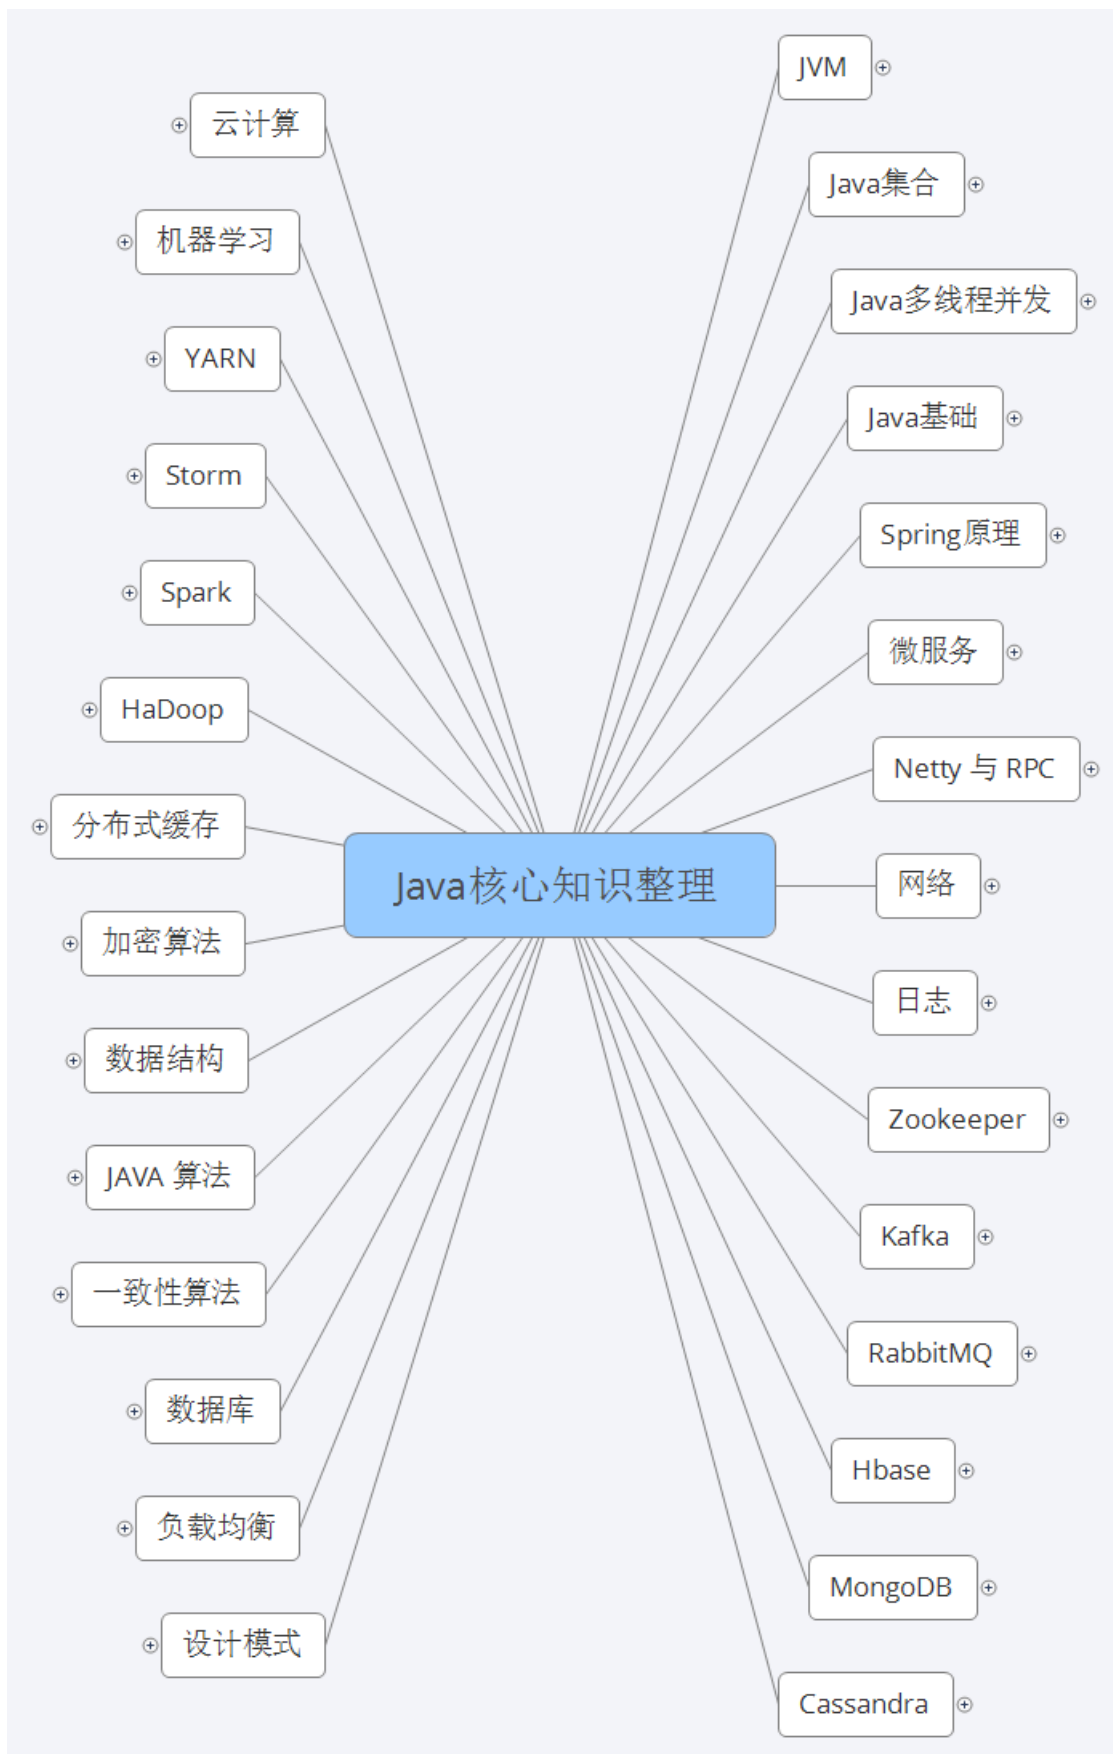 JVM
Java集合
Java多线程并发
Java基础
Spring原理
微服务
Netty 与 RPC
网络
日志
Zookeeper
Kafka
RabbitMQ
Hbase
MongoDB
Cassandra
Java核心知识整理
云计算
机器学习
YARN
Storm
Spark
HaDoop
分布式缓存
加密算法
数据结构
JAVA 算法
一致性算法
数据库
负载均衡
设计模式